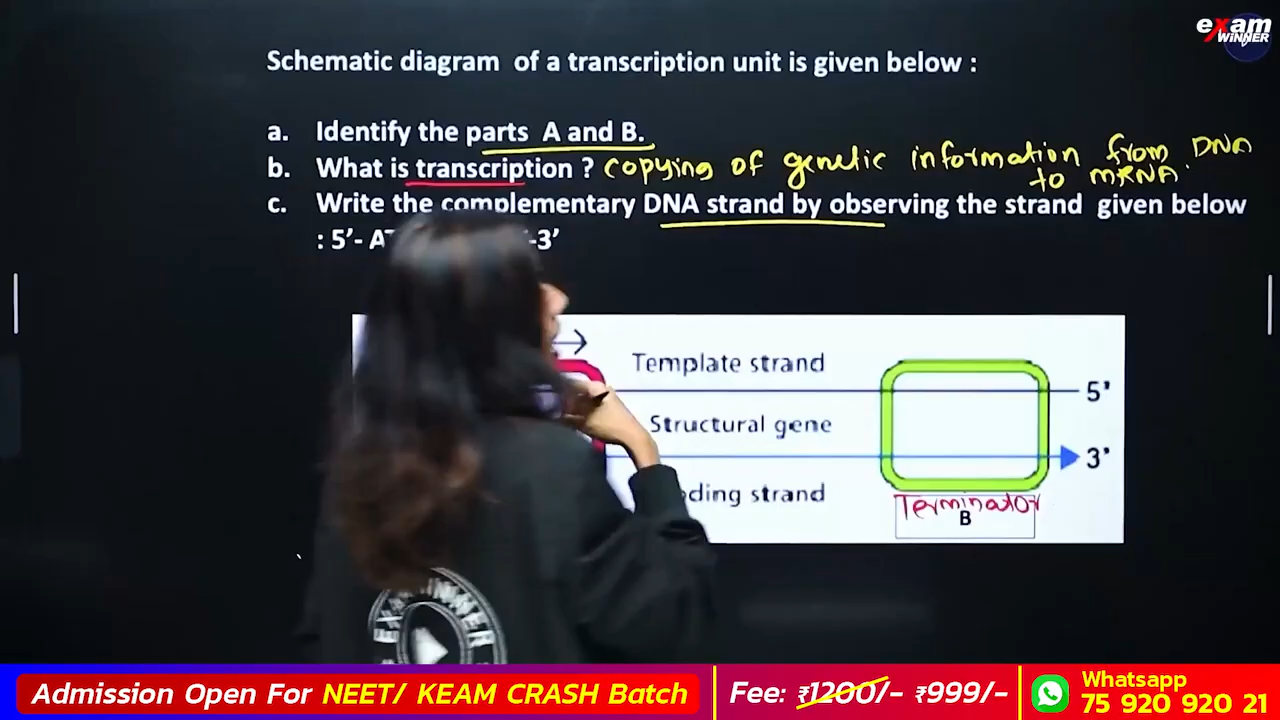 exam
WINNER
Schematic diagram of a transcription unit is given below :
a. Identify the parts A and B.
b. What is transcription ? copying of genetic information from DNA
to mRNA.
c. Write the complementary DNA strand by observing the strand given below
: 5’- -3’
Template strand
5'
Structural gene
3'
strand
Terminator
B
Admission Open For NEET/ KEAM CRASH Batch
Fee: ₹1200/- ₹999/-
Whatsapp
75 920 920 21